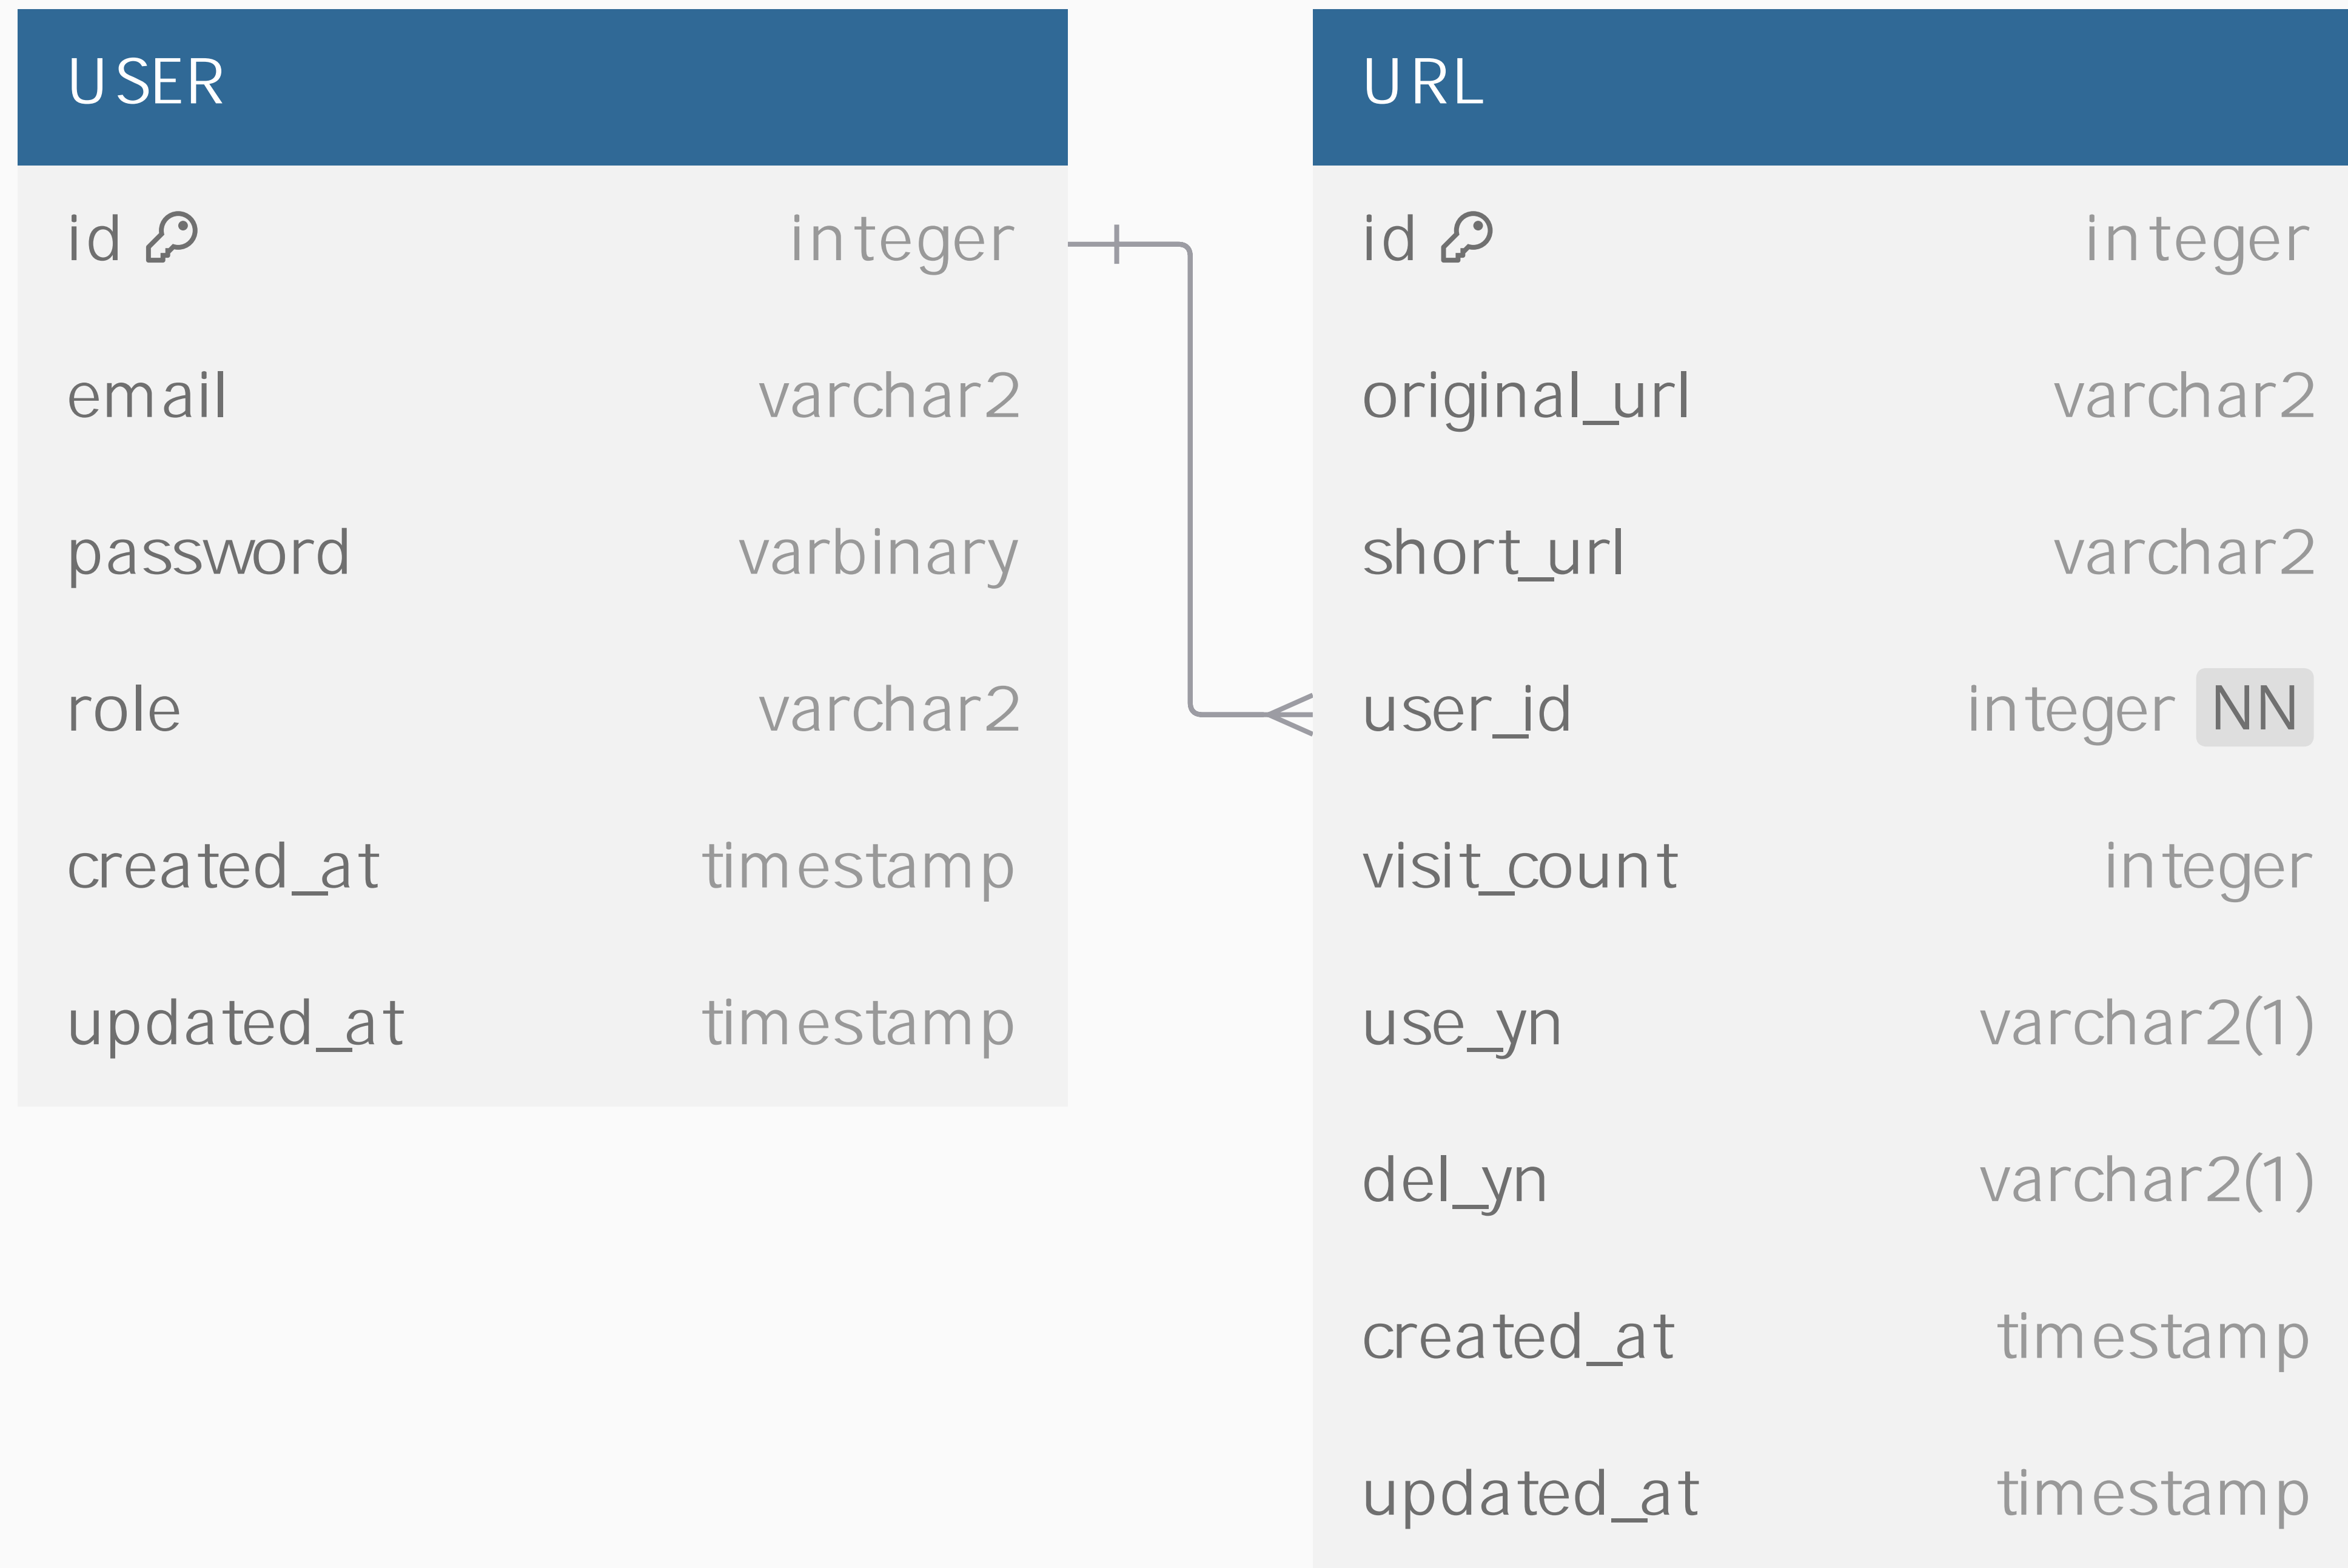 USER
id integer
email varchar2
password varbinary
role varchar2
created_at timestamp
updated_at timestamp
URL
id integer
original_url varchar2
short_url varchar2
user_id integer NN
visit_count integer
use_yn varchar2(1)
del_yn varchar2(1)
created_at timestamp
updated_at timestamp